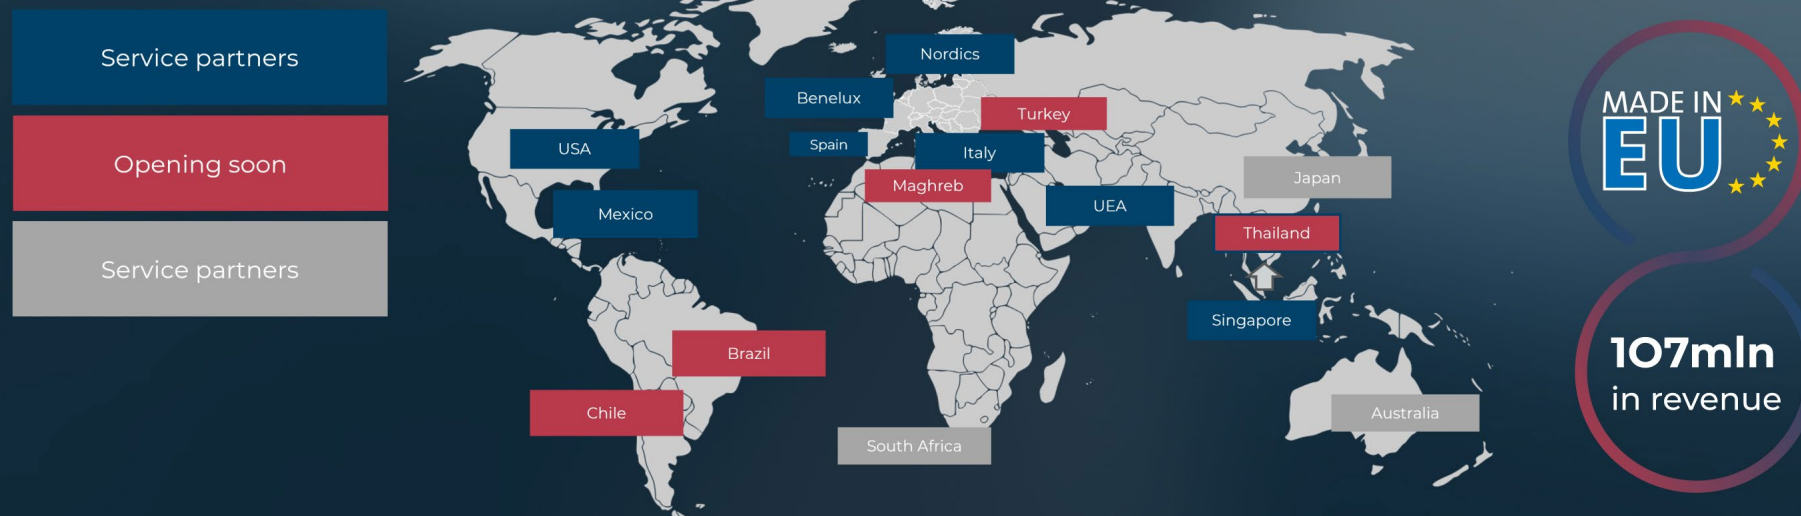 Service partners
Opening soon
Service partners
Nordics
Benelux
Turkey
Spain
Italy
USA
Maghreb
Japan
Mexico
UEA
Thailand
Singapore
Brazil
Chile
Australia
South Africa
MADE IN
EU
107mln
in revenue